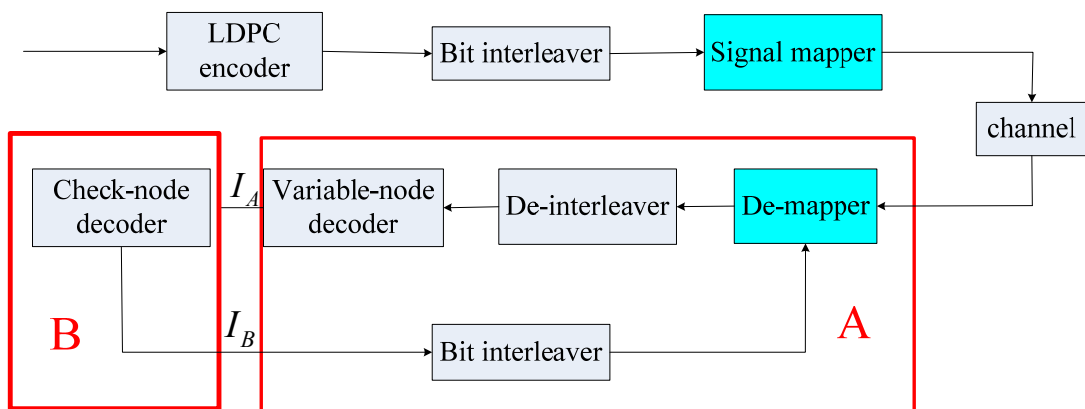 LDPC
encoder
Bit interleaver
Signal mapper
channel
Check-node
decoder
I_A
Variable-node
decoder
De-interleaver
De-mapper
B
I_B
Bit interleaver
A